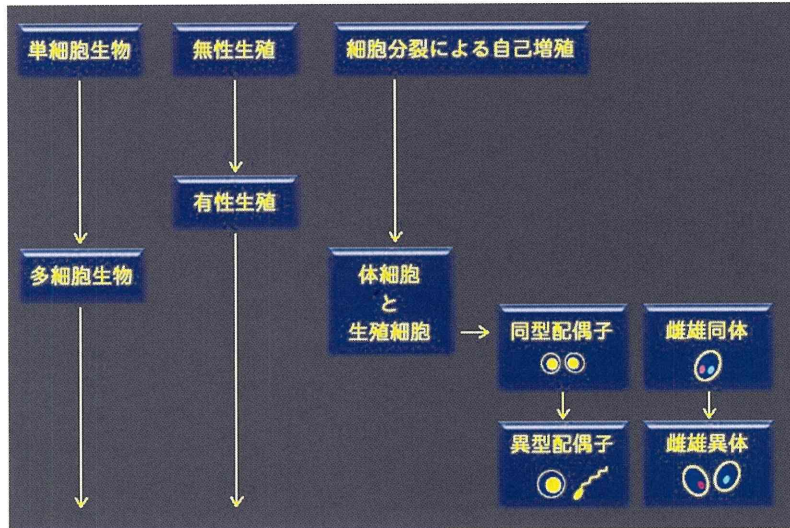 単細胞生物
無性生殖
細胞分裂による自己増殖
有性生殖
多細胞生物
体細胞
と
生殖細胞
同型配偶子
雌雄同体
異型配偶子
雌雄異体